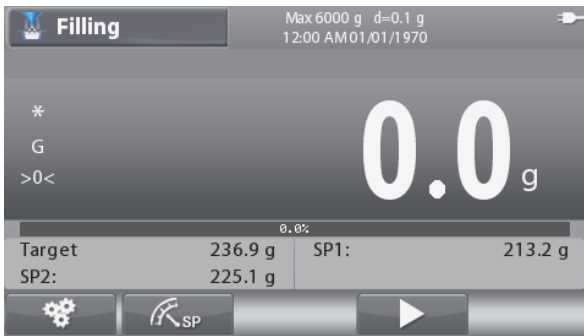 Filling
Max 6000 g d=0.1 g
12:00 AM 01/01/1970
*
G
>0<
0.0 g
0.0%
Target 236.9 g SP1: 213.2 g
SP2: 225.1 g
SP